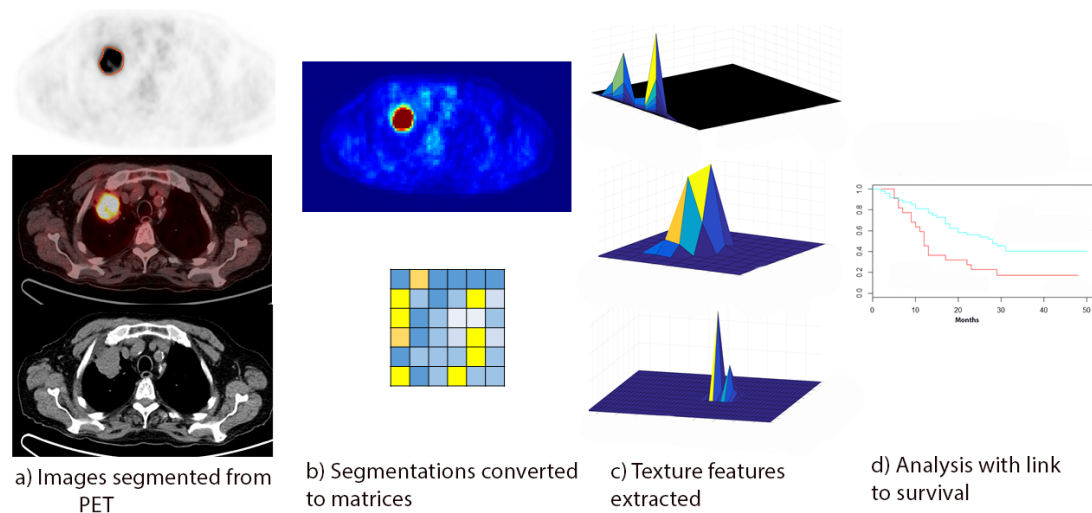 1.0
0.8
0.6
0.4
0.2
0.0
0 10 20 30 40 50
Months
a) Images segmented from
PET
b) Segmentations converted
to matrices
c) Texture features
extracted
d) Analysis with link
to survival